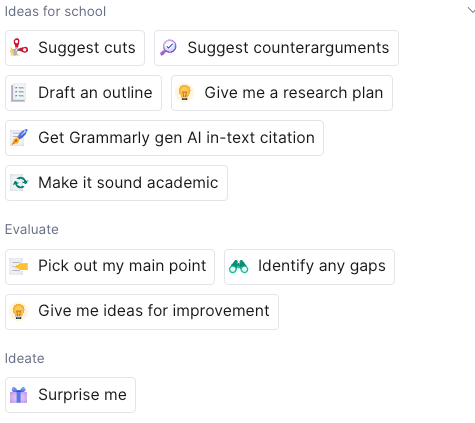 Ideas for school
Suggest cuts Suggest counterarguments
Draft an outline Give me a research plan
Get Grammarly gen AI in-text citation
Make it sound academic
Evaluate
Pick out my main point Identify any gaps
Give me ideas for improvement
Ideate
Surprise me